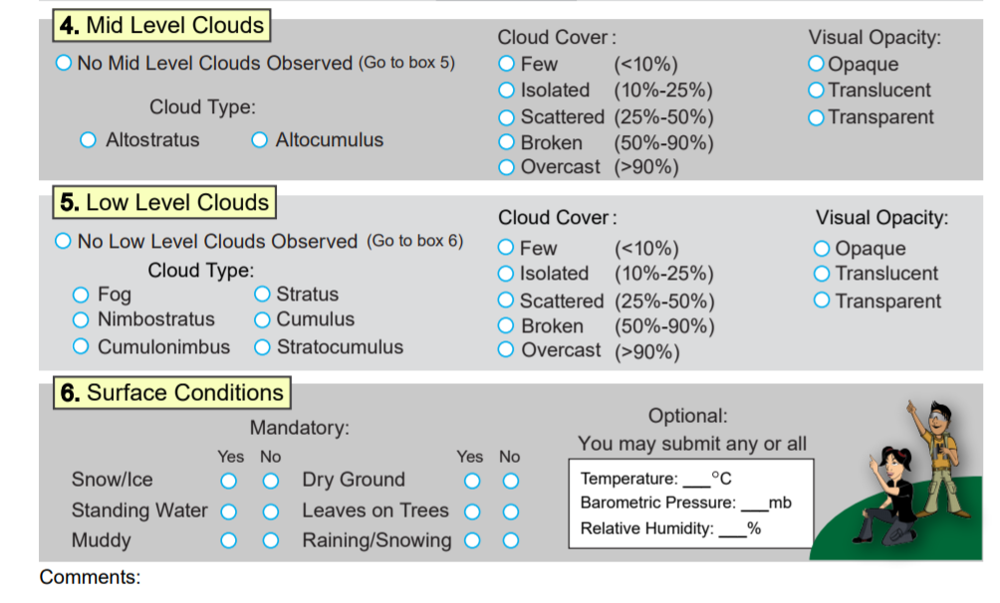 4. Mid Level Clouds
No Mid Level Clouds Observed (Go to box 5)
Cloud Type:
Altostratus Altocumulus
Cloud Cover:
Few (<10%)
Isolated (10%-25%)
Scattered (25%-50%)
Broken (50%-90%)
Overcast (>90%)
Visual Opacity:
Opaque
Translucent
Transparent
5. Low Level Clouds
No Low Level Clouds Observed (Go to box 6)
Cloud Type:
Fog Stratus
Nimbostratus Cumulus
Cumulonimbus Stratocumulus
Cloud Cover:
Few (<10%)
Isolated (10%-25%)
Scattered (25%-50%)
Broken (50%-90%)
Overcast (>90%)
Visual Opacity:
Opaque
Translucent
Transparent
6. Surface Conditions
Mandatory:
Yes No Yes No
Snow/Ice Dry Ground
Standing Water Leaves on Trees
Muddy Raining/Snowing
Optional:
You may submit any or all
Temperature: __°C
Barometric Pressure: __mb
Relative Humidity: __%
Comments: